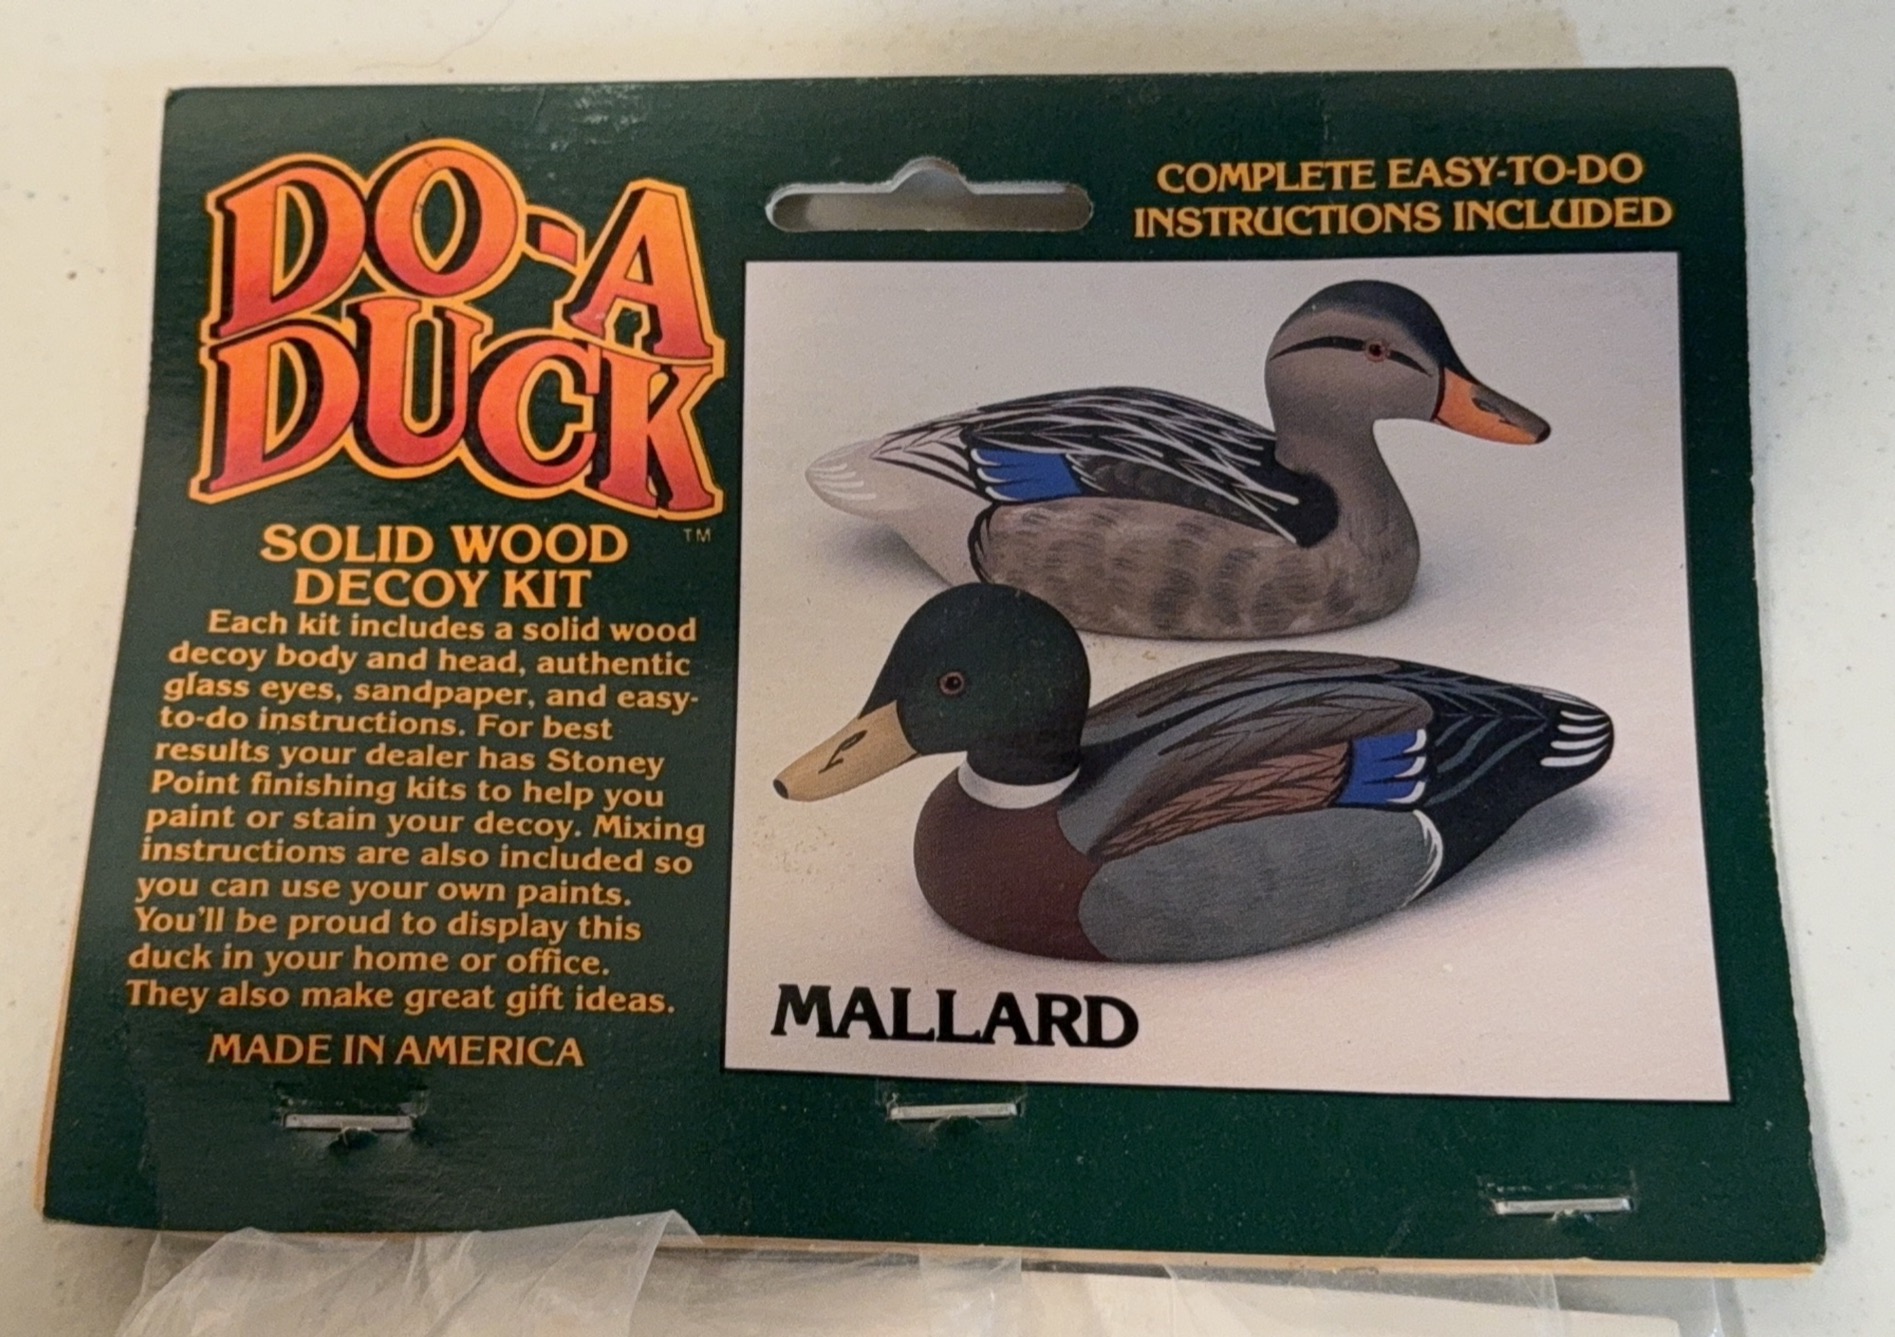 DO-A
DUCK
TM
SOLID WOOD
DECOY KIT
Each kit includes a solid wood
decoy body and head, authentic
glass eyes, sandpaper, and easy-
to-do instructions. For best
results your dealer has Stoney
Point finishing kits to help you
paint or stain your decoy. Mixing
instructions are also included so
you can use your own paints.
You'll be proud to display this
duck in your home or office.
They also make great gift ideas.
MADE IN AMERICA
COMPLETE EASY-TO-DO
INSTRUCTIONS INCLUDED
MALLARD